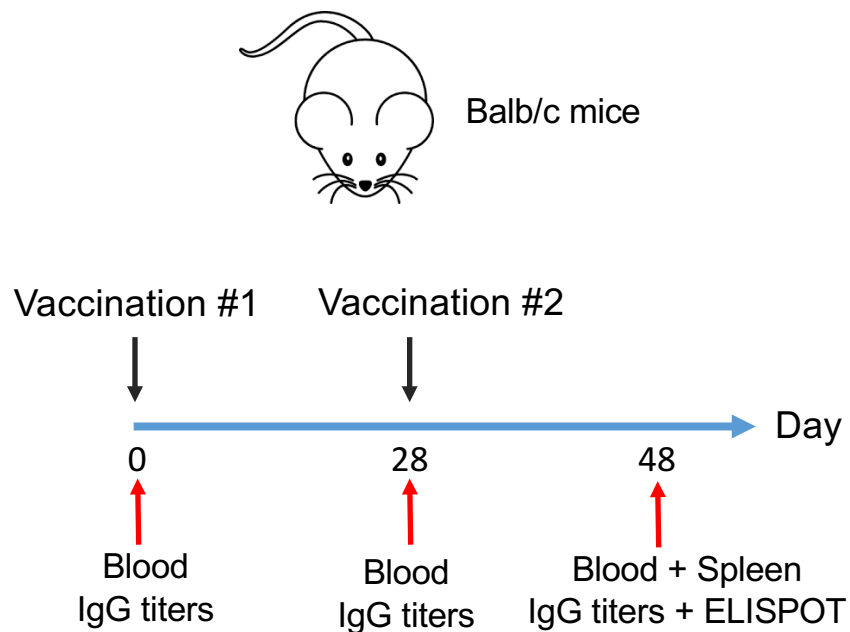 Balb/c mice
Vaccination #1
Vaccination #2
Day
0
28
48
Blood
IgG titers
Blood
IgG titers
Blood + Spleen
IgG titers + ELISPOT